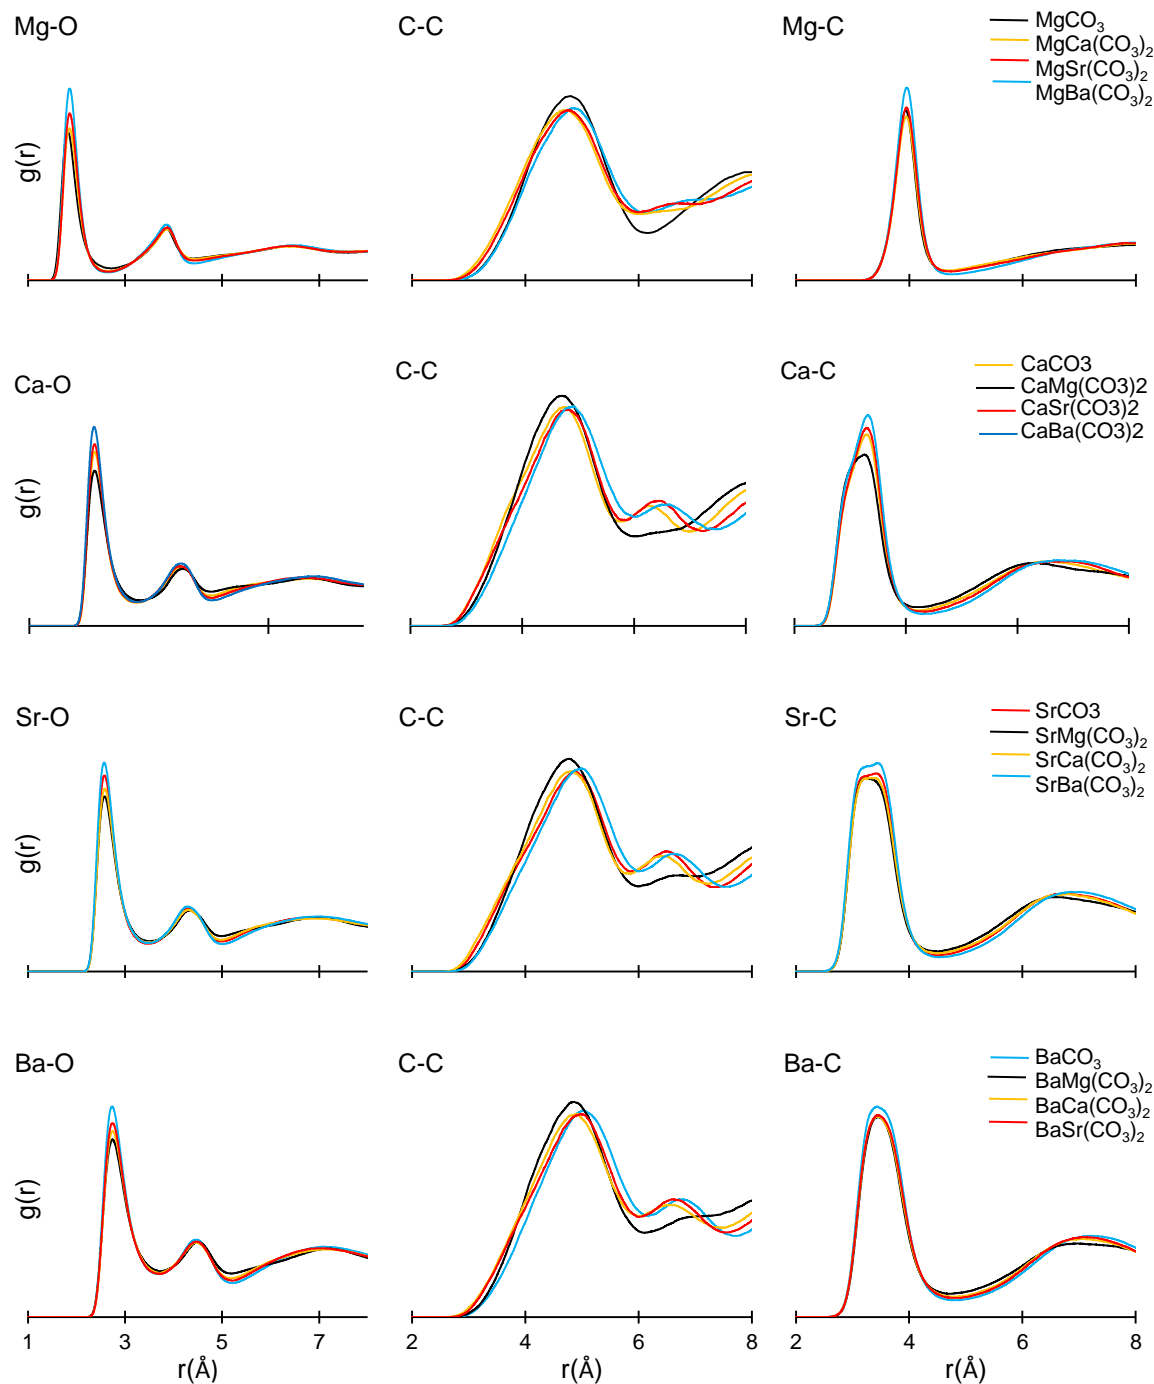 Mg-O
C-C
Mg-C
MgCO₃
MgCa(CO₃)₂
MgSr(CO₃)₂
MgBa(CO₃)₂
g(r)
Ca-O
C-C
Ca-C
CaCO3
CaMg(CO3)2
CaSr(CO3)2
CaBa(CO3)2
g(r)
Sr-O
C-C
Sr-C
SrCO3
SrMg(CO₃)₂
SrCa(CO₃)₂
SrBa(CO₃)₂
g(r)
Ba-O
C-C
Ba-C
BaCO₃
BaMg(CO₃)₂
BaCa(CO₃)₂
BaSr(CO₃)₂
g(r)
1 3 5 7 2 4 6 8 2 4 6 8
r(Å) r(Å) r(Å)